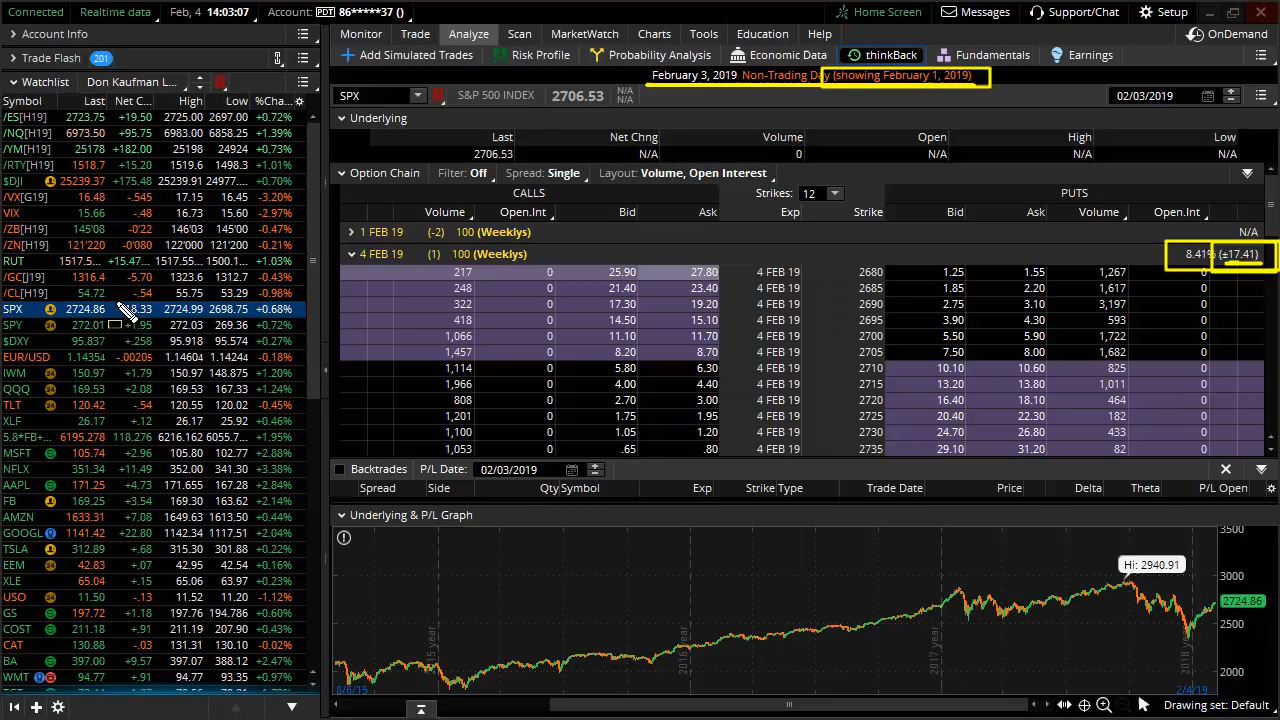 Connected Realtime data Feb, 4 14:03:07 Account: PDT 86*****37 () Home Screen Messages Support/Chat Setup
Account Info
Trade Flash 201
Watchlist Don Kaufman L...
Symbol Last Net C... High Low %Cha...
/ES[H19] 2723.75 +19.50 2725.00 2697.00 +0.72%
/NQ[H19] 6973.50 +95.75 6983.00 6858.25 +1.39%
/YM[H19] 25178 +182.00 25198 24924 +0.73%
/RTY[H19] 1518.7 +15.20 1519.6 1498.3 +1.01%
$DJI 25239.37 +175.48 25239.91 24977.... +0.70%
/VX[G19] 16.48 -.545 17.15 16.45 -3.20%
VIX 15.66 -.48 16.73 15.60 -2.97%
/ZB[H19] 145'08 -0'22 146'03 145'00 -0.47%
/ZN[H19] 121'220 -0'080 122'000 121'200 -0.21%
RUT 1517.5... +15.47... 1517.55... 1500.1... +1.03%
/GC[J19] 1316.4 -5.70 1323.6 1312.7 -0.43%
/CL[H19] 54.72 -.54 55.75 53.29 -0.98%
SPX 2724.86 8.33 2724.99 2698.75 +0.68%
SPY 272.01 +1.95 272.03 269.36 +0.72%
$DXY 95.837 +.258 95.918 95.574 +0.27%
EUR/USD 1.14354 -.00205 1.14604 1.14244 -0.18%
IWM 150.97 +1.79 150.97 148.875 +1.20%
QQQ 169.53 +2.08 169.53 167.33 +1.24%
TLT 120.42 -.54 120.55 120.02 -0.45%
XLF 26.17 +.12 26.17 25.92 +0.46%
5.8*FB+... 6195.278 118.276 6216.162 6055.7... +1.95%
MSFT 105.74 +2.96 105.80 102.77 +2.88%
NFLX 351.34 +11.49 352.00 341.30 +3.38%
AAPL 171.25 +4.73 171.655 167.28 +2.84%
FB 169.25 +3.54 169.30 163.62 +2.14%
AMZN 1633.31 +7.08 1649.63 1613.50 +0.44%
GOOGL 1141.42 +22.80 1142.34 1117.51 +2.04%
TSLA 312.89 +.68 315.30 301.88 +0.22%
EEM 42.83 +.07 42.95 42.54 +0.16%
XLE 65.04 +.15 65.06 63.97 +0.23%
USO 11.50 -.13 11.52 11.20 -1.12%
GS 197.72 +1.18 197.76 194.786 +0.60%
COST 211.18 +.91 211.26 207.90 +0.43%
CAT 130.88 -.03 131.31 130.10 -0.02%
BA 397.00 +9.57 397.07 388.12 +2.47%
WMT 94.77 +.91 94.77 93.55 +0.97%
Monitor Trade Analyze Scan MarketWatch Charts Tools Education Help OnDemand
Add Simulated Trades Risk Profile Probability Analysis Economic Data thinkBack Fundamentals Earnings
February 3, 2019 Non-Trading Day (showing February 1, 2019)
SPX S&P 500 INDEX 2706.53 N/A N/A 02/03/2019
Underlying
Last Net Chng Volume Open High Low
2706.53 N/A 0 N/A N/A N/A
Option Chain Filter: Off Spread: Single Layout: Volume, Open Interest
CALLS Strikes: 12 PUTS
Volume Open.Int Bid Ask Exp Strike Bid Ask Volume Open.Int
1 FEB 19 (-2) 100 (Weeklys) N/A
4 FEB 19 (1) 100 (Weeklys) 8.41% (±17.41)
217 0 25.90 27.80 4 FEB 19 2680 1.25 1.55 1,267 0
248 0 21.40 23.40 4 FEB 19 2685 1.85 2.20 1,617 0
322 0 17.30 19.20 4 FEB 19 2690 2.75 3.10 3,197 0
418 0 14.50 15.10 4 FEB 19 2695 3.90 4.30 593 0
1,066 0 11.10 11.70 4 FEB 19 2700 5.50 5.90 1,722 0
1,457 0 8.20 8.70 4 FEB 19 2705 7.50 8.00 1,682 0
1,114 0 5.80 6.30 4 FEB 19 2710 10.10 10.60 825 0
1,966 0 4.00 4.40 4 FEB 19 2715 13.20 13.80 1,011 0
808 0 2.70 3.00 4 FEB 19 2720 16.40 18.10 464 0
1,201 0 1.75 1.95 4 FEB 19 2725 20.40 22.30 182 0
1,100 0 1.05 1.20 4 FEB 19 2730 24.70 26.80 433 0
1,053 0 .65 .80 4 FEB 19 2735 29.10 31.20 82 0
Backtrades P/L Date: 02/03/2019
Spread Side Qty Symbol Exp Strike Type Trade Date Price Delta Theta P/L Open
Underlying & P/L Graph
3500
Hi: 2940.91
3000
2724.86
2500
2000
2015 year 2016 year 2017 year 2018 year
8/6/15 2/4/19
Drawing set: Default